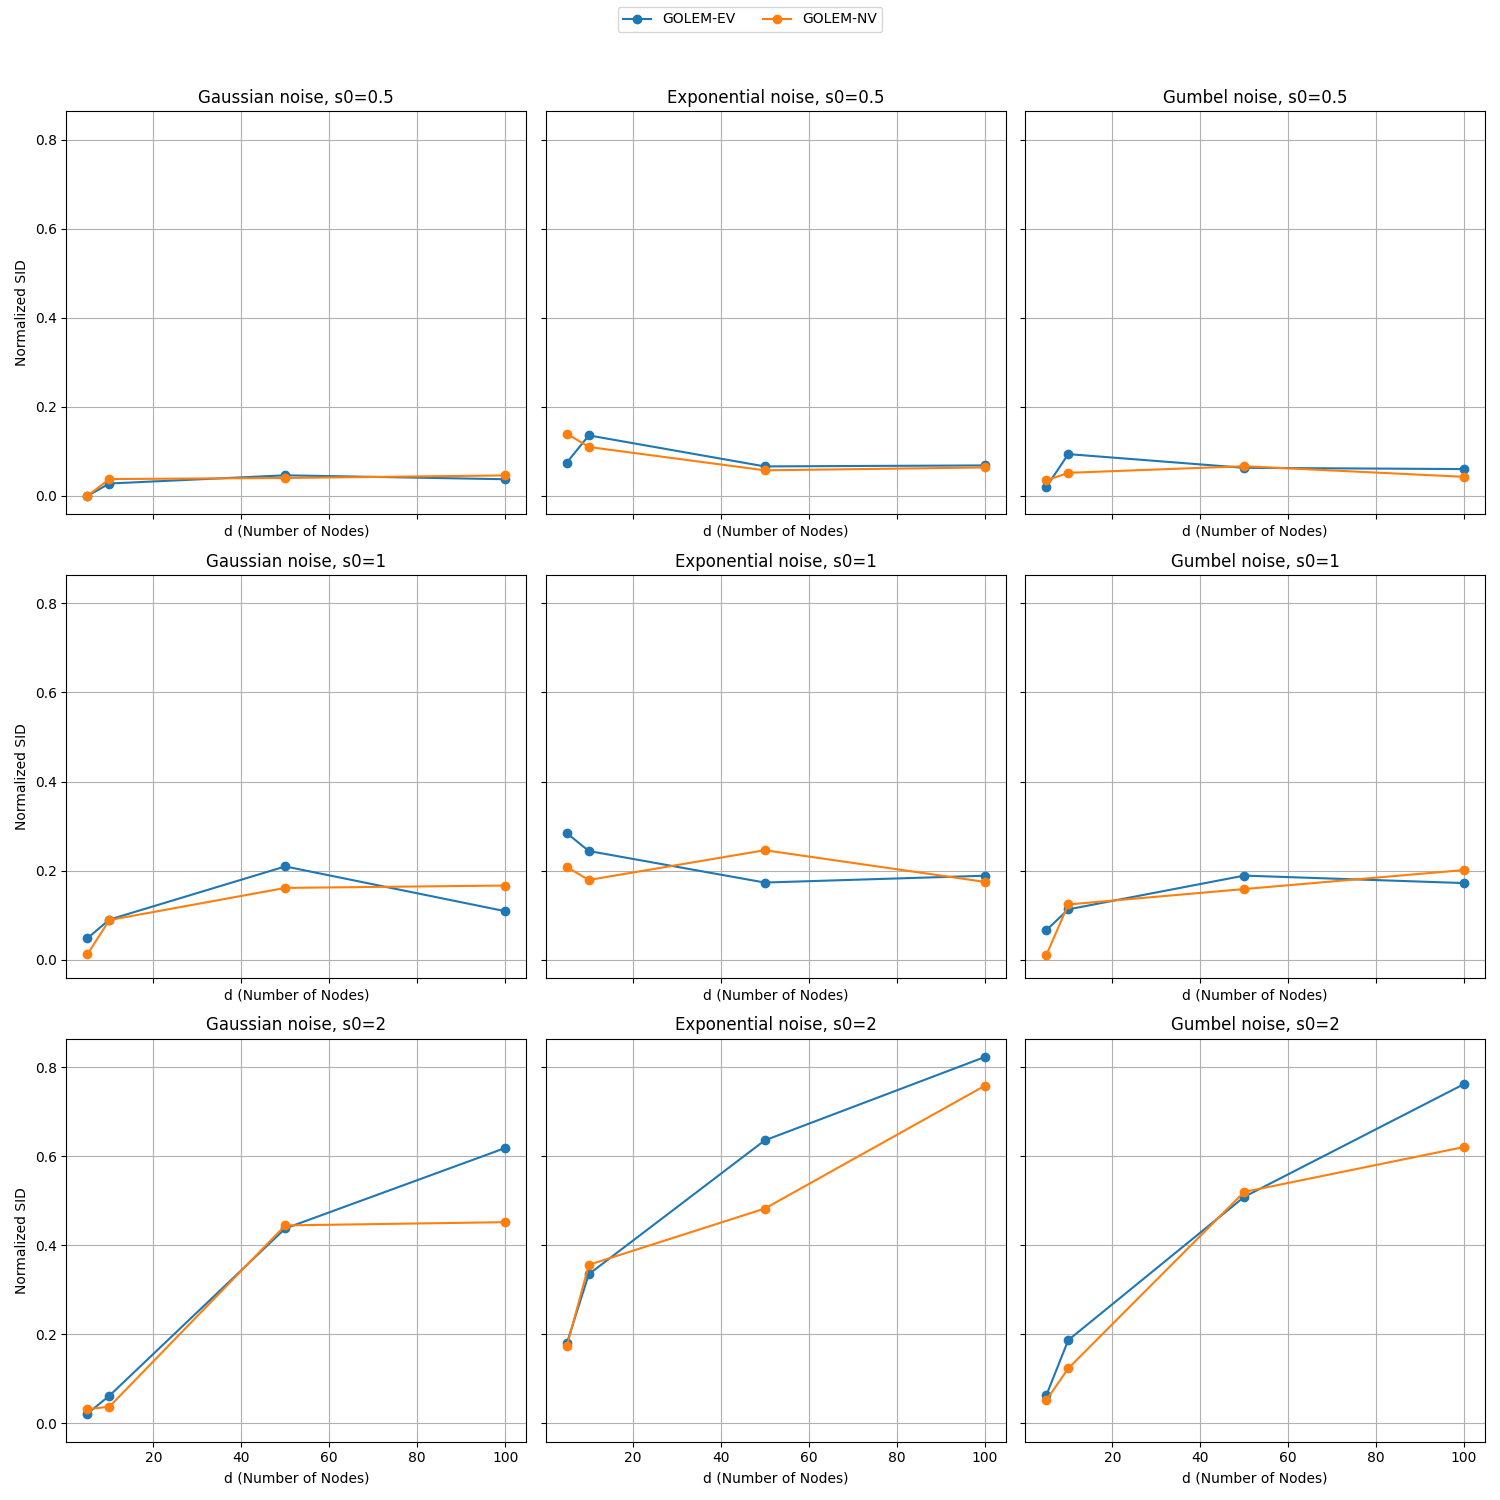 GOLEM-EV GOLEM-NV
Gaussian noise, s0=0.5
0.8
0.6
0.4
0.2
0.0
Normalized SID
d (Number of Nodes)
Exponential noise, s0=0.5
d (Number of Nodes)
Gumbel noise, s0=0.5
d (Number of Nodes)
Gaussian noise, s0=1
0.8
0.6
0.4
0.2
0.0
Normalized SID
d (Number of Nodes)
Exponential noise, s0=1
d (Number of Nodes)
Gumbel noise, s0=1
d (Number of Nodes)
Gaussian noise, s0=2
0.8
0.6
0.4
0.2
0.0
Normalized SID
20 40 60 80 100
d (Number of Nodes)
Exponential noise, s0=2
20 40 60 80 100
d (Number of Nodes)
Gumbel noise, s0=2
20 40 60 80 100
d (Number of Nodes)